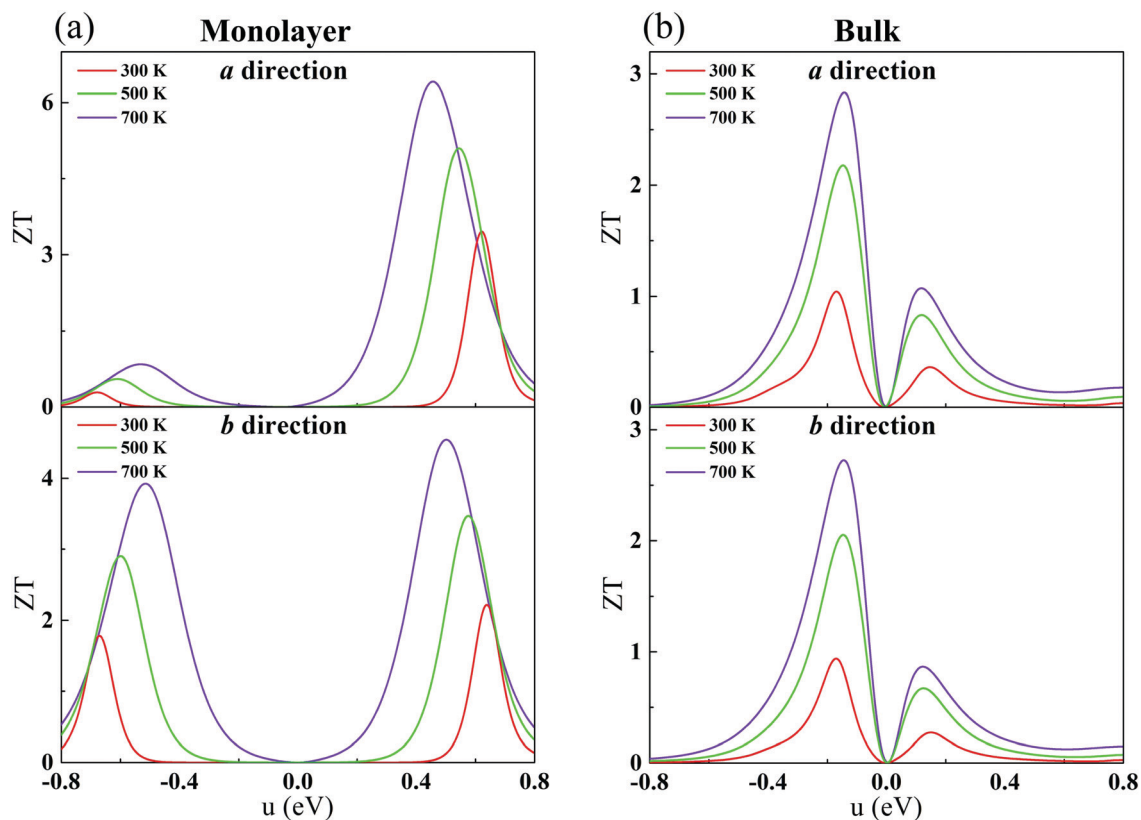 (a) Monolayer
a direction
300 K
500 K
700 K
6
3
0
ZT
b direction
300 K
500 K
700 K
4
2
0
ZT
-0.8 -0.4 0.0 0.4 0.8
u (eV)
(b) Bulk
a direction
300 K
500 K
700 K
3
2
1
0
ZT
b direction
300 K
500 K
700 K
3
2
1
0
ZT
-0.8 -0.4 0.0 0.4 0.8
u (eV)